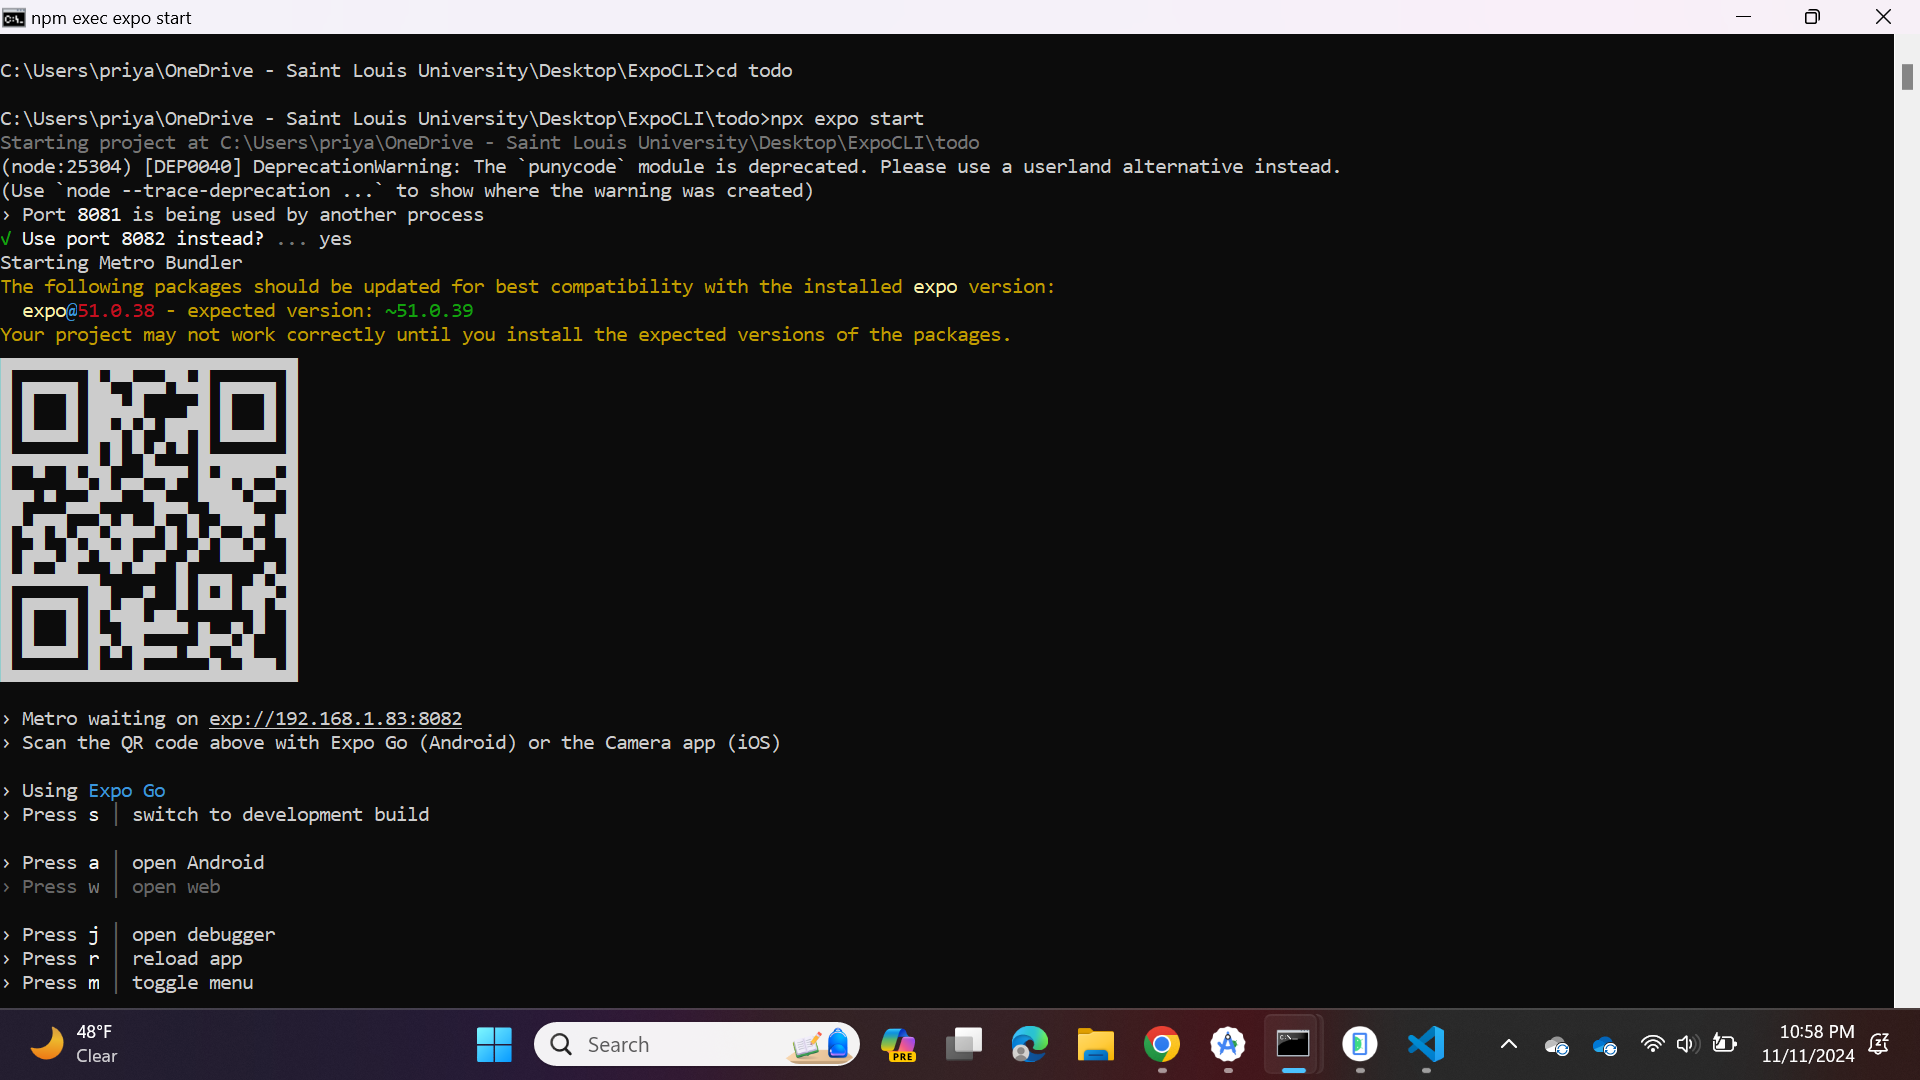 npm exec expo start
C:\Users\priya\OneDrive - Saint Louis University\Desktop\ExpoCLI>cd todo
C:\Users\priya\OneDrive - Saint Louis University\Desktop\ExpoCLI\todo>npx expo start
Starting project at C:\Users\priya\OneDrive - Saint Louis University\Desktop\ExpoCLI\todo
(node:25304) [DEP0040] DeprecationWarning: The `punycode` module is deprecated. Please use a userland alternative instead.
(Use `node --trace-deprecation ...` to show where the warning was created)
› Port 8081 is being used by another process
√ Use port 8082 instead? ... yes
Starting Metro Bundler
The following packages should be updated for best compatibility with the installed expo version:
  expo@51.0.38 - expected version: ~51.0.39
Your project may not work correctly until you install the expected versions of the packages.
› Metro waiting on exp://192.168.1.83:8082
› Scan the QR code above with Expo Go (Android) or the Camera app (iOS)
› Using Expo Go
› Press s │ switch to development build
› Press a │ open Android
› Press w │ open web
› Press j │ open debugger
› Press r │ reload app
› Press m │ toggle menu
48°F
Clear
Search
PRE
10:58 PM
11/11/2024